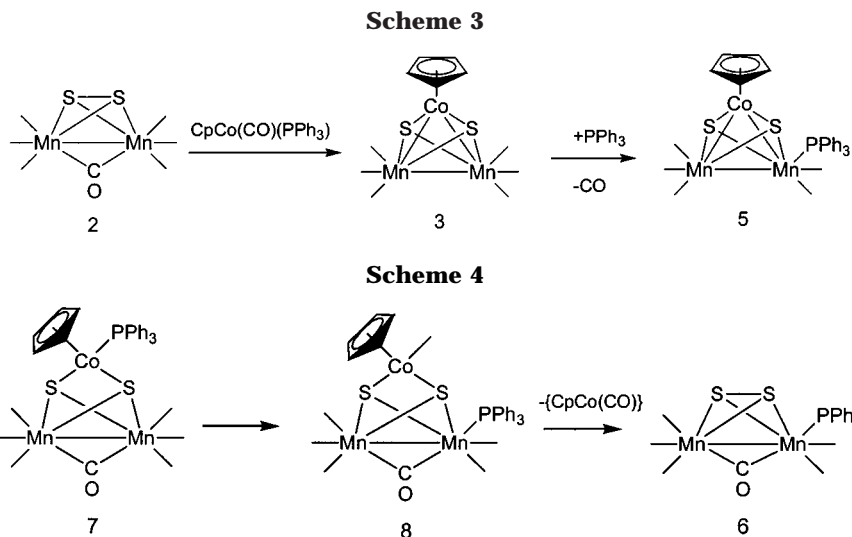 Scheme 3
S S
Mn Mn
C
O
2
CpCo(CO)(PPh3)
Co
S S
Mn Mn
3
+PPh3
-CO
Co
S S
PPh3
Mn Mn
5
Scheme 4
PPh3
Co
S S
Mn Mn
C
O
7
Co
S S
PPh3
Mn Mn
C
O
8
-{CpCo(CO)}
S S
PPh
Mn Mn
C
O
6